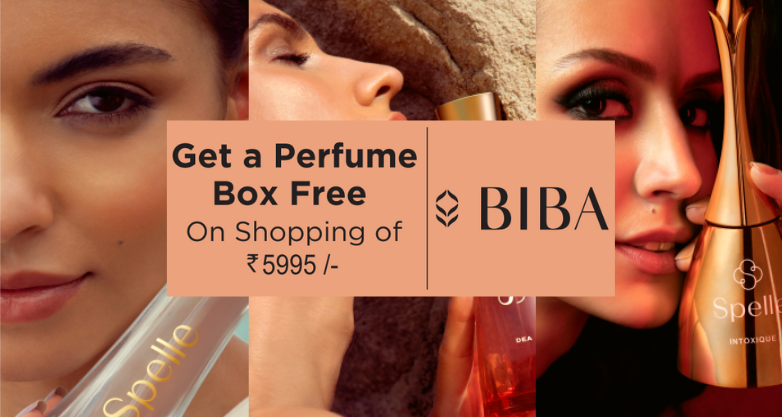 Get a Perfume
Box Free
On Shopping of
₹5995 /-
BIBA
Spelle
Spelle
INTOXIQUE